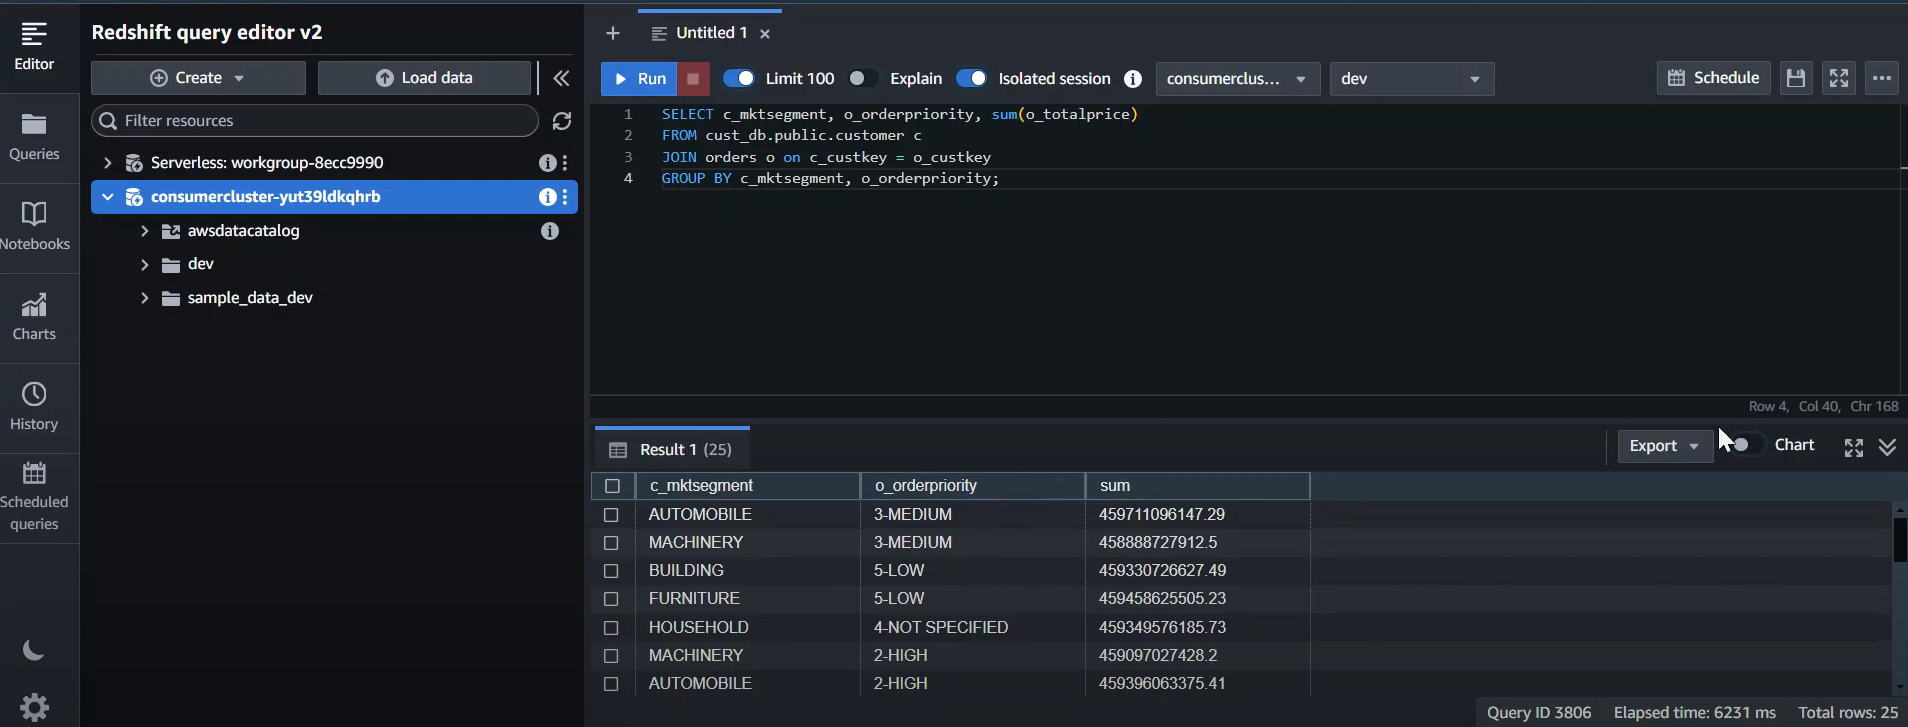 Redshift query editor v2
Editor
Queries
Notebooks
Charts
History
Scheduled
queries
Create
Load data
Filter resources
Serverless: workgroup-8ecc9990
consumercluster-yut39ldkqhrb
awsdatacatalog
dev
sample_data_dev
+ Untitled 1 ×
Run Limit 100 Explain Isolated session consumerclus... dev Schedule
1 SELECT c_mktsegment, o_orderpriority, sum(o_totalprice)
2 FROM cust_db.public.customer c
3 JOIN orders o on c_custkey = o_custkey
4 GROUP BY c_mktsegment, o_orderpriority;
Row 4, Col 40, Chr 168
Result 1 (25) Export Chart
c_mktsegment o_orderpriority sum
AUTOMOBILE 3-MEDIUM 459711096147.29
MACHINERY 3-MEDIUM 458888727912.5
BUILDING 5-LOW 459330726627.49
FURNITURE 5-LOW 459458625505.23
HOUSEHOLD 4-NOT SPECIFIED 459349576185.73
MACHINERY 2-HIGH 459097027428.2
AUTOMOBILE 2-HIGH 459396063375.41
Query ID 3806 Elapsed time: 6231 ms Total rows: 25